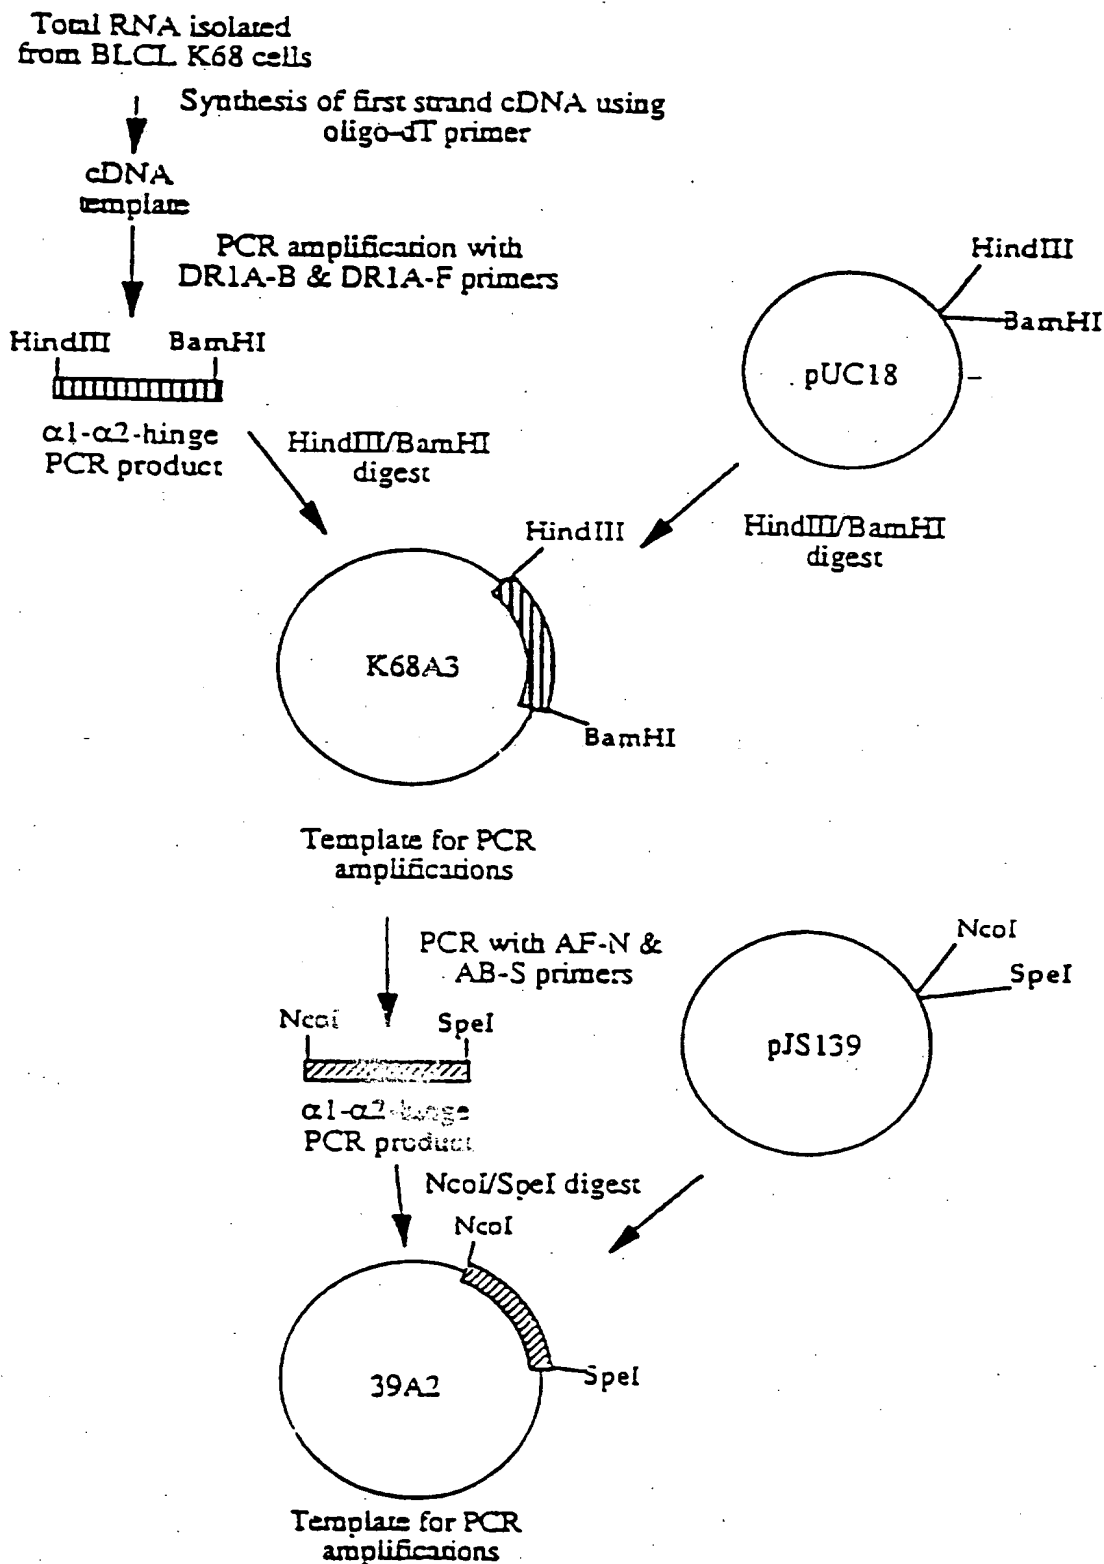 Total RNA isolated
from BLCL K68 cells
Synthesis of first strand cDNA using
oligo-dT primer
cDNA
template
PCR amplification with
DR1A-B & DR1A-F primers
HindIII
BamHI
HindIII
BamHI
pUC18
α1-α2-hinge
PCR product
HindIII/BamHI
digest
HindIII/BamHI
digest
HindIII
K68A3
BamHI
Template for PCR
amplifications
PCR with AF-N &
AB-S primers
NcoI
SpeI
NcoI
SpeI
pJS139
α1-α2-hinge
PCR product
NcoI/SpeI digest
NcoI
39A2
SpeI
Template for PCR
amplifications